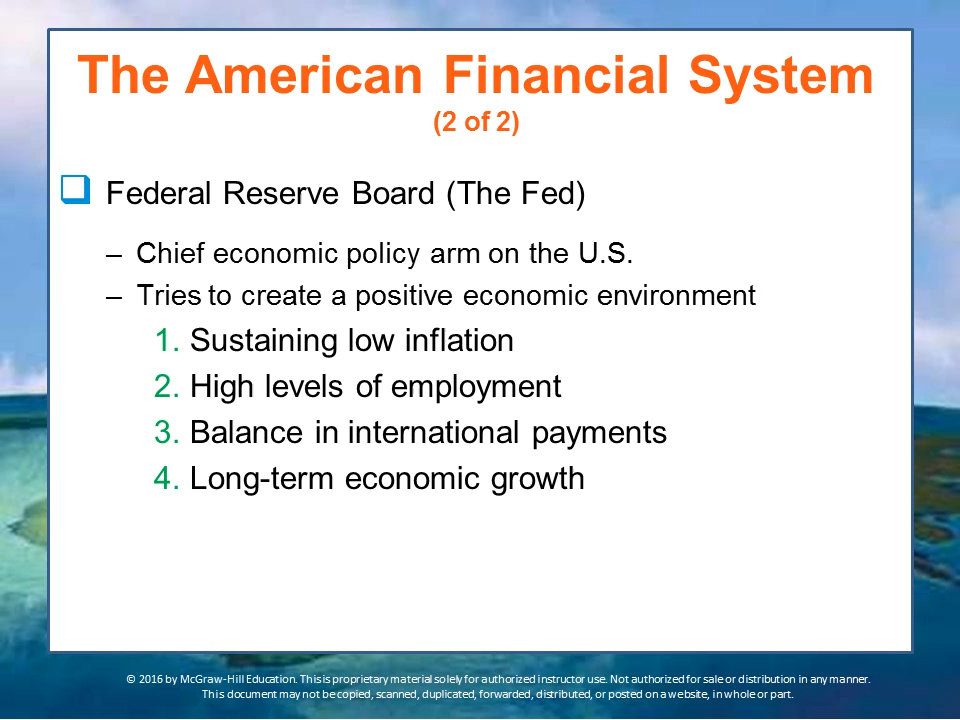 The American Financial System
(2 of 2)
Federal Reserve Board (The Fed)
– Chief economic policy arm on the U.S.
– Tries to create a positive economic environment
1. Sustaining low inflation
2. High levels of employment
3. Balance in international payments
4. Long-term economic growth
© 2016 by McGraw-Hill Education. This is proprietary material solely for authorized instructor use. Not authorized for sale or distribution in any manner.
This document may not be copied, scanned, duplicated, forwarded, distributed, or posted on a website, in whole or part.